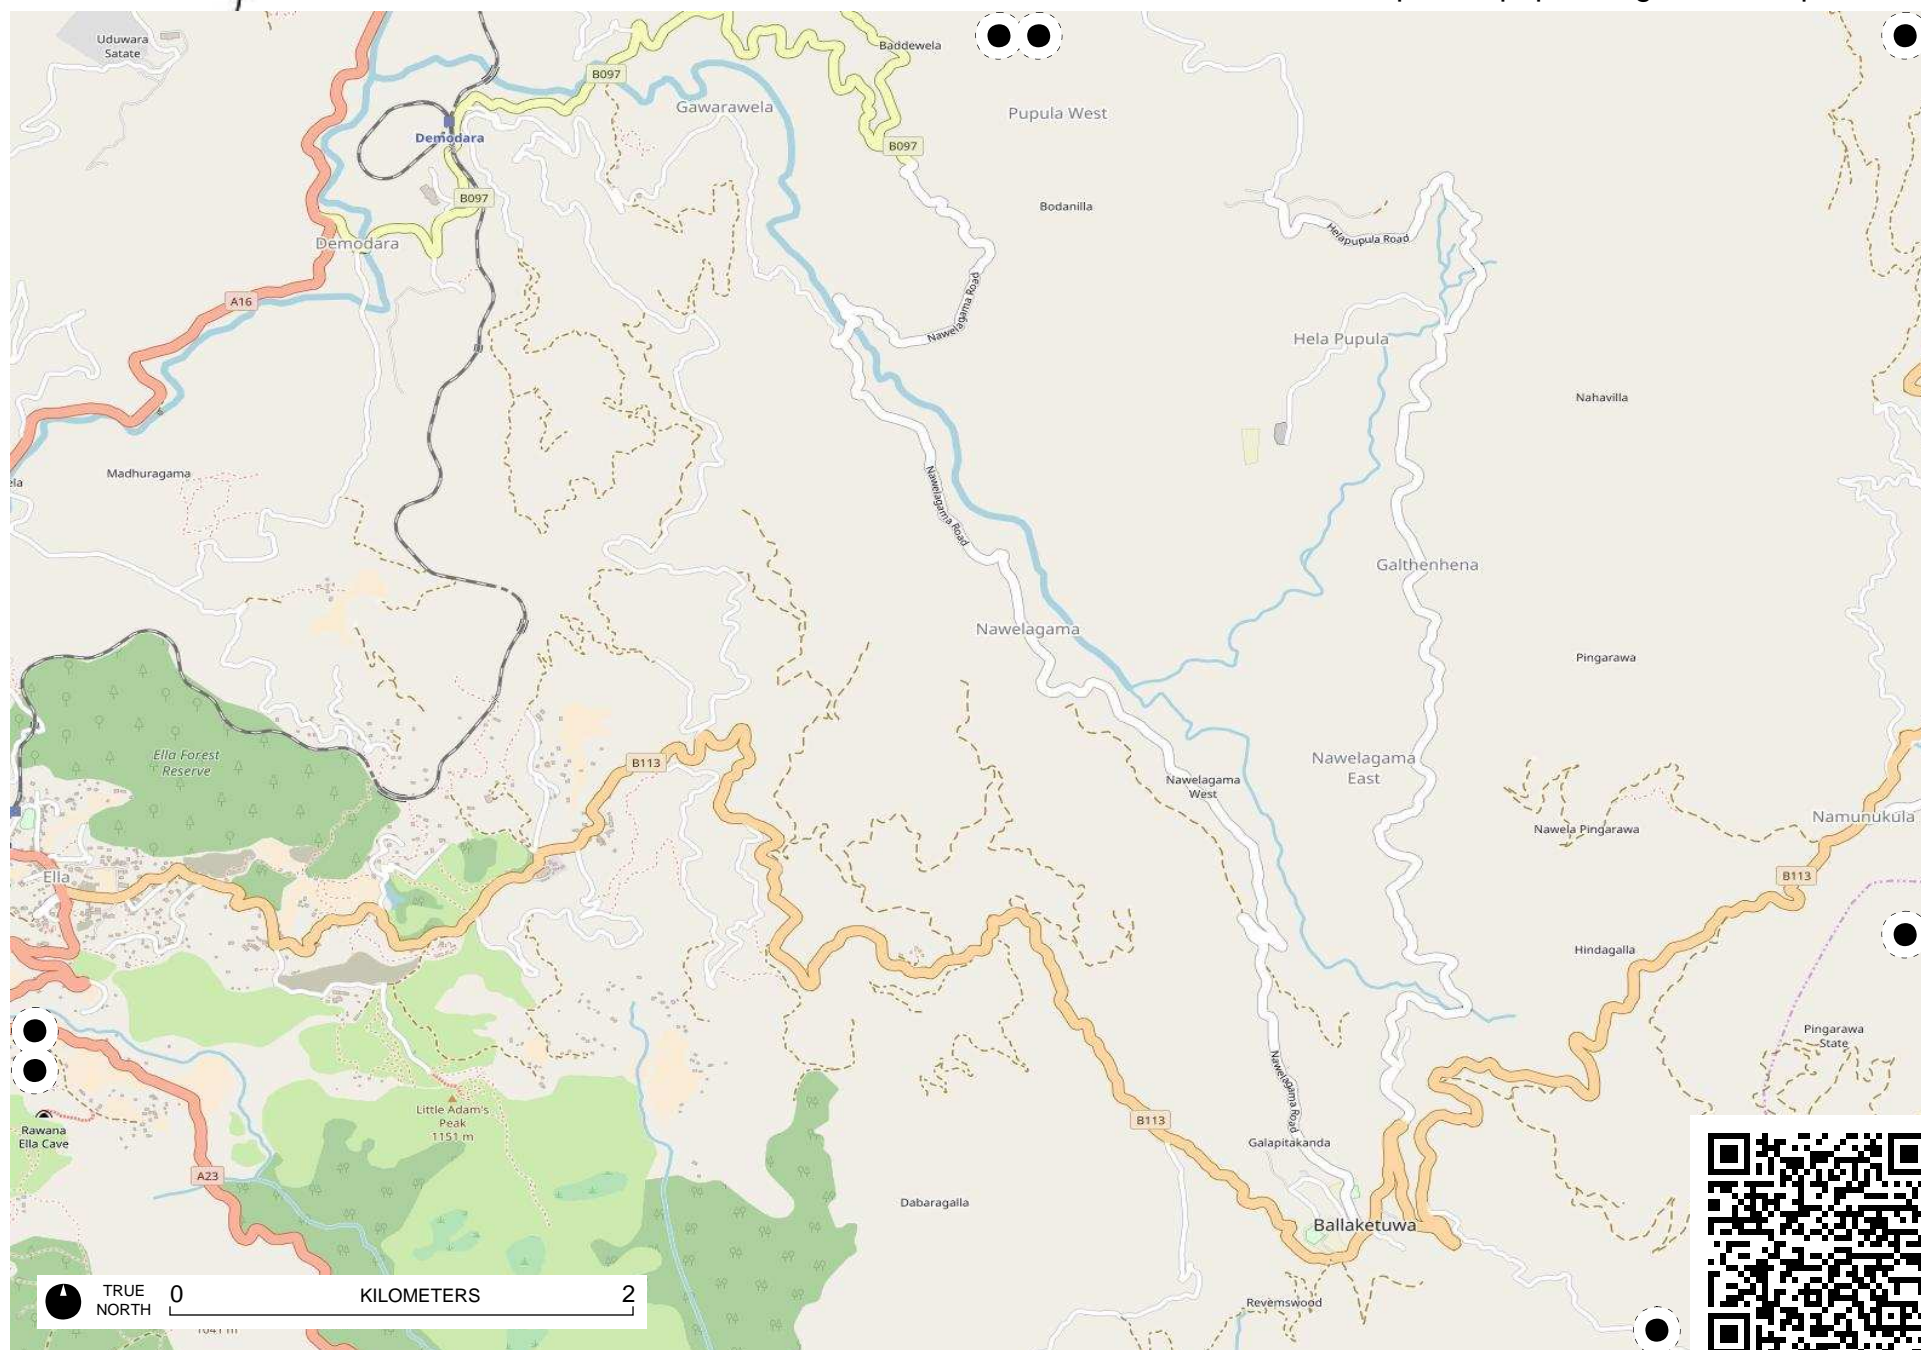 Uduwara
Satate
Baddewela
B097
Gawarawela
Pupula West
Demodara
B097
B097
Bodanilla
Helapupula Road
Demodara
A16
Nawelagama Road
Nawelagama Road
Hela Pupula
Nahavilla
Madhuragama
ela
Nawelagama Road
Galthenhena
Nawelagama
Pingarawa
Ella Forest
Reserve
B113
Nawelagama
East
Nawelagama
West
Namunukula
Nawela Pingarawa
Ella
B113
Hindagalla
Pingarawa
State
Nawelagama Road
Little Adam's
Peak
1151 m
Rawana
Ella Cave
B113
Galapitakanda
A23
Dabaragalla
Ballaketuwa
Revemswood
TRUE
NORTH
0 KILOMETERS 2